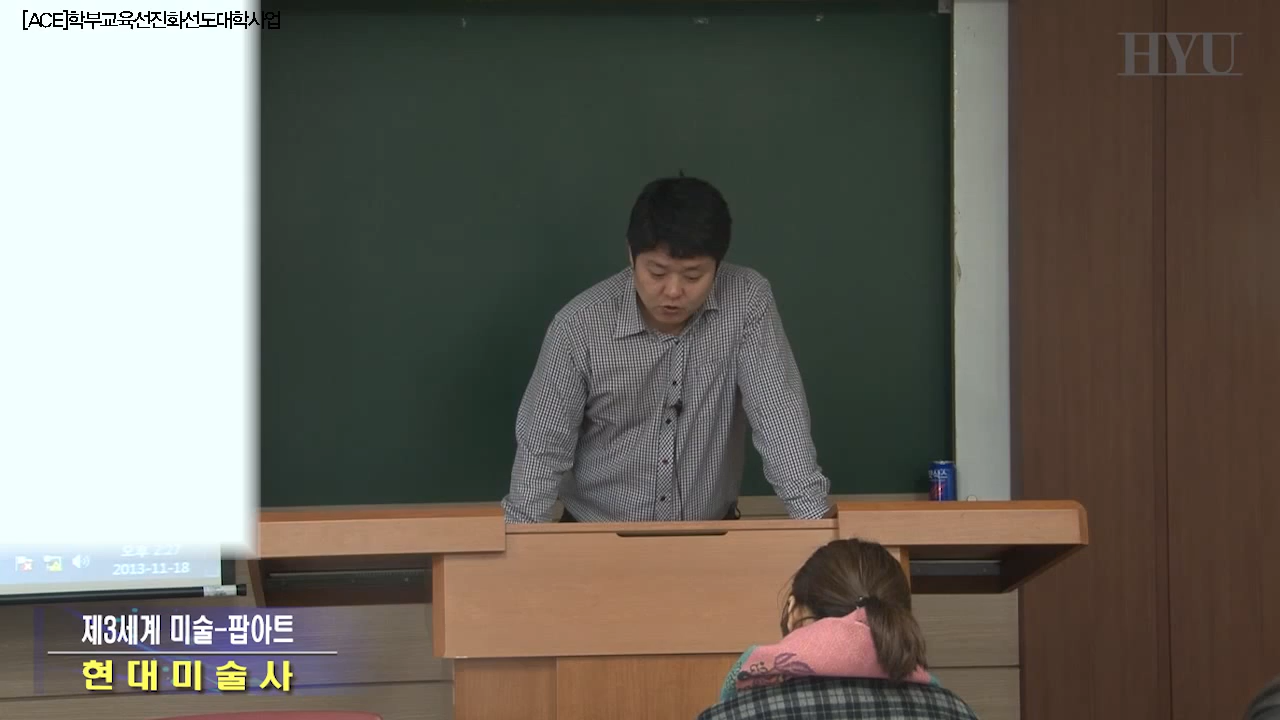 [ACE]학부교육선진화선도대학사업
HYU
오후 2:27
2013-11-18
제3세계 미술-팝아트
현대미술사